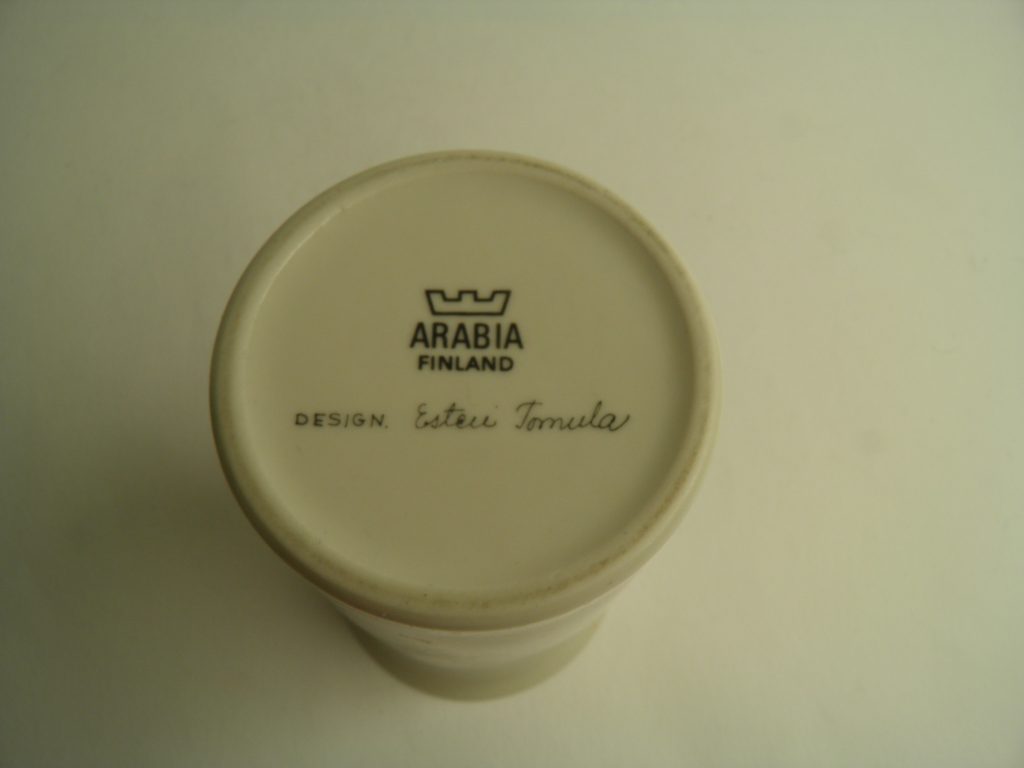 ARABIA
FINLAND
DESIGN. Esteri Tomula